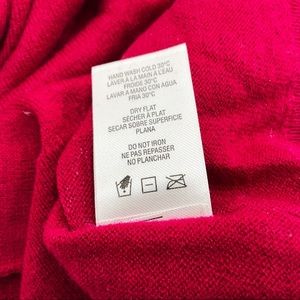 HAND WASH COLD 30°C
LAVER À LA MAIN À L'EAU
FROIDE 30°C
LAVAR A MANO CON AGUA
FRIA 30°C
DRY FLAT
SÉCHER À PLAT
SECAR SOBRE SUPERFICIE
PLANA
DO NOT IRON
NE PAS REPASSER
NO PLANCHAR